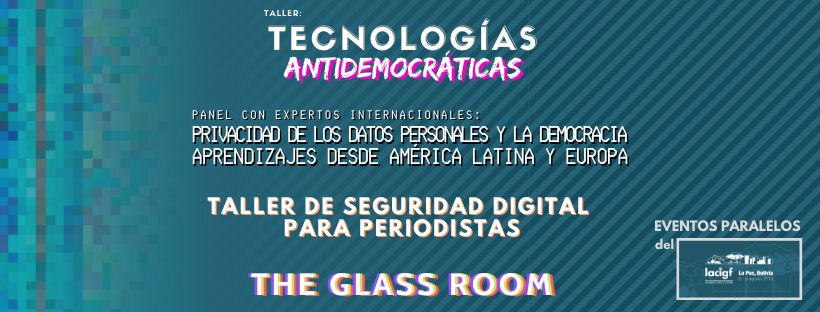 TALLER:
TECNOLOGÍAS
ANTIDEMOCRÁTICAS
PANEL CON EXPERTOS INTERNACIONALES:
PRIVACIDAD DE LOS DATOS PERSONALES Y LA DEMOCRACIA
APRENDIZAJES DESDE AMÉRICA LATINA Y EUROPA
TALLER DE SEGURIDAD DIGITAL
PARA PERIODISTAS
THE GLASS ROOM
EVENTOS PARALELOS
del
lacigf
La Paz, Bolivia